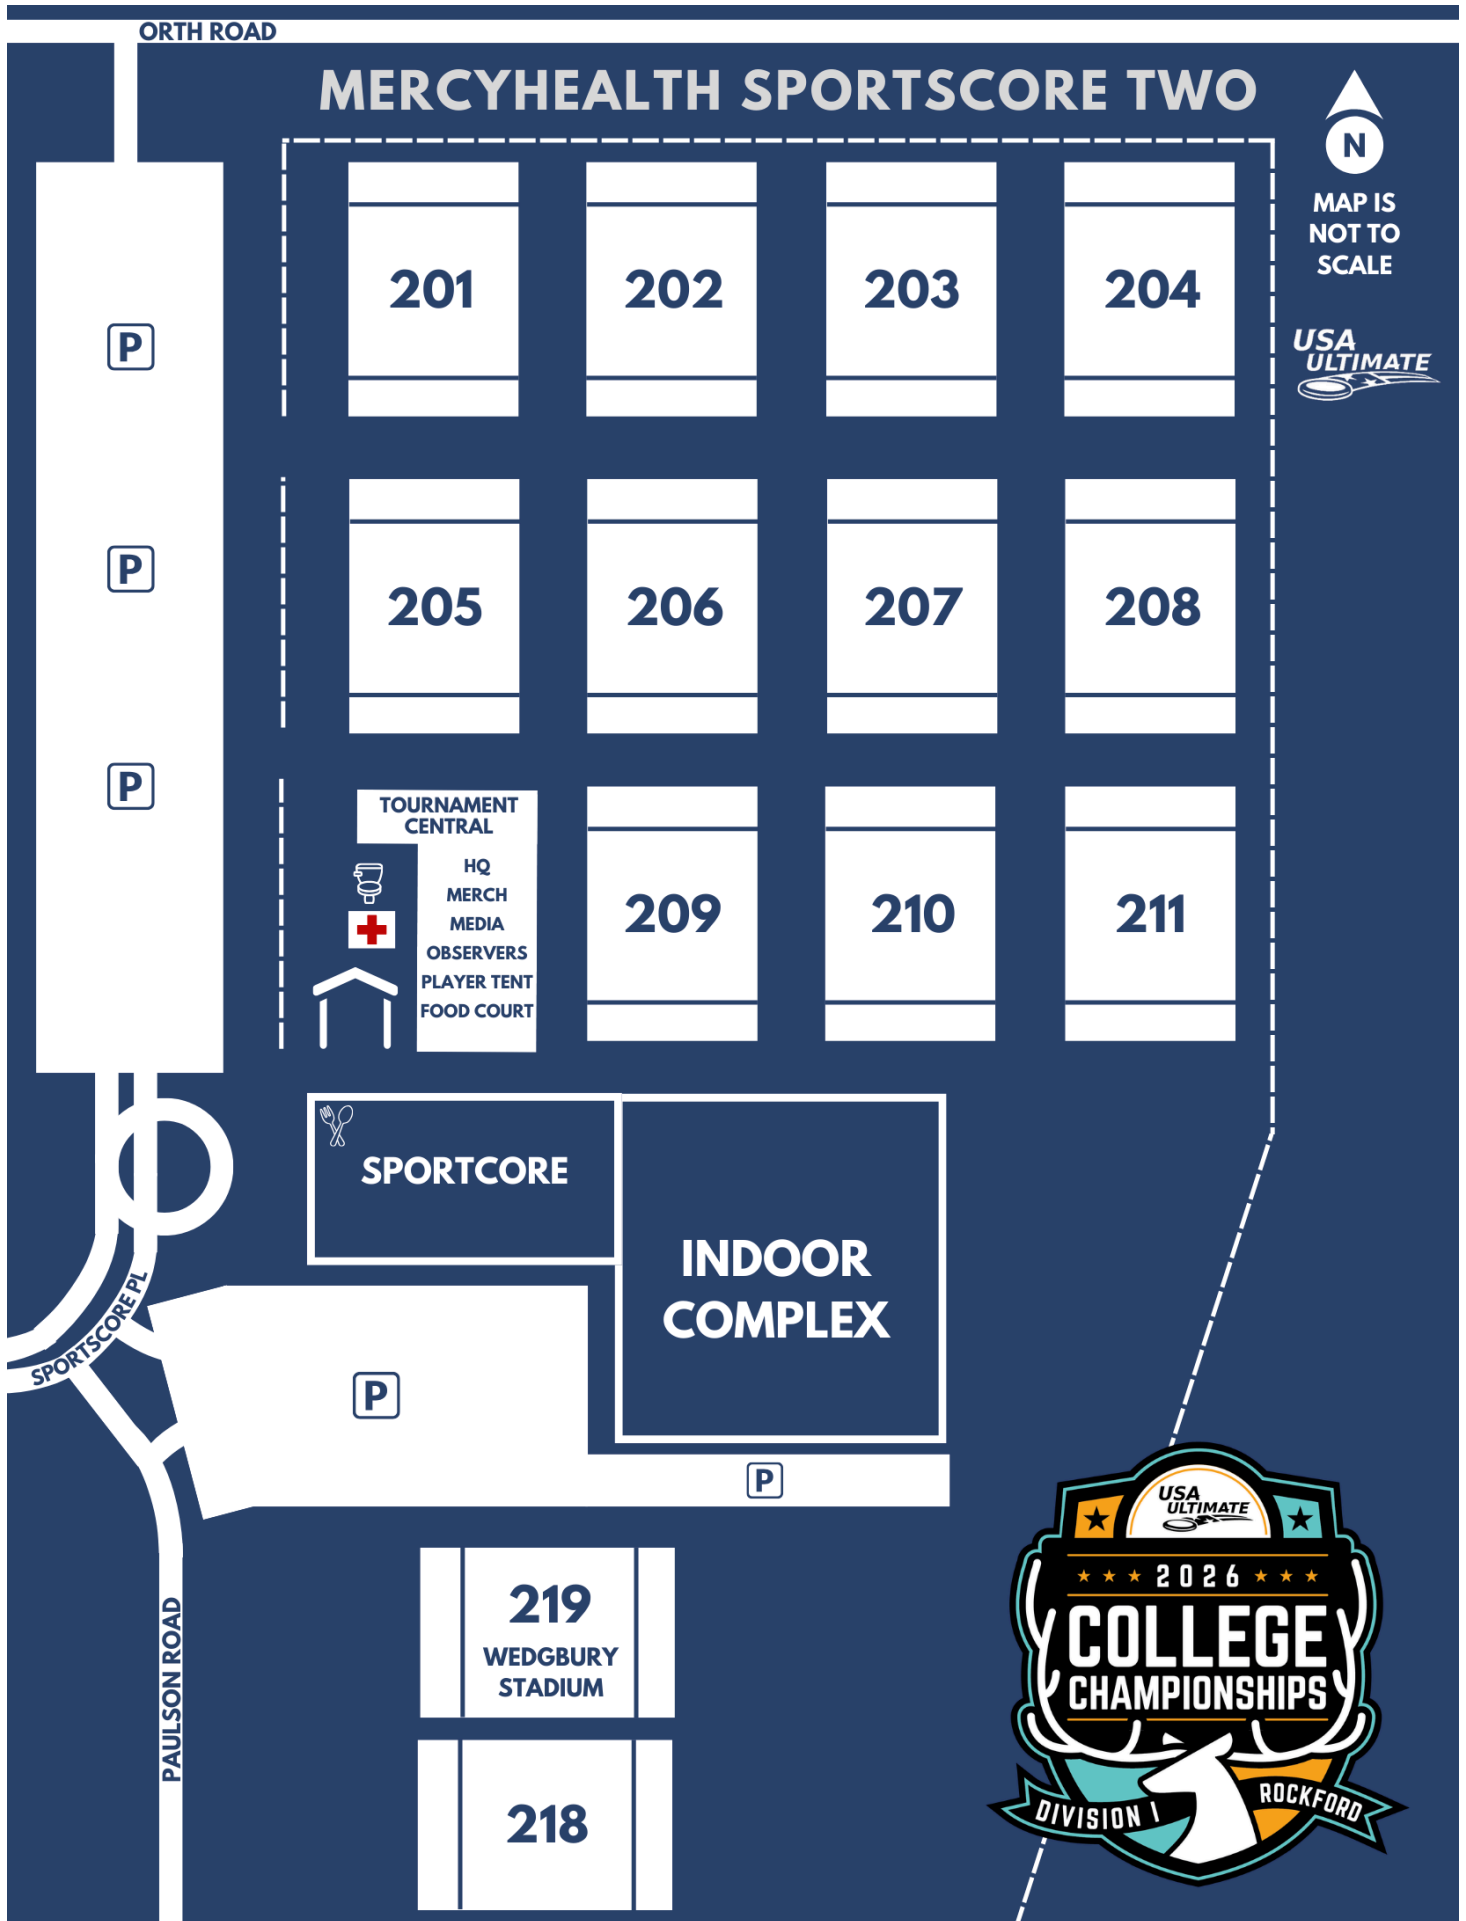 ORTH ROAD
MERCYHEALTH SPORTSCORE TWO
N
MAP IS
NOT TO
SCALE
USA
ULTIMATE
201
202
203
204
P
205
206
207
208
P
P
TOURNAMENT
CENTRAL
HQ
MERCH
MEDIA
OBSERVERS
PLAYER TENT
FOOD COURT
209
210
211
SPORTCORE
INDOOR
COMPLEX
SPORTSCORE PL
P
P
219
WEDGBURY
STADIUM
218
PAULSON ROAD
USA
ULTIMATE
2026
COLLEGE
CHAMPIONSHIPS
DIVISION I
ROCKFORD